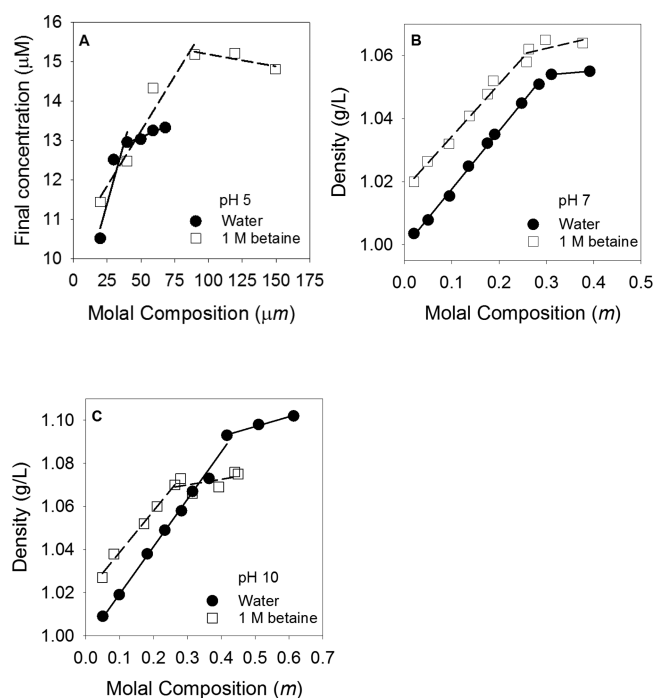 A
Final concentration (μM)
16
15
14
13
12
11
10
pH 5
Water
1 M betaine
0 25 50 75 100 125 150 175
Molal Composition (μm)
B
Density (g/L)
1.06
1.04
1.02
1.00
pH 7
Water
1 M betaine
0.0 0.1 0.2 0.3 0.4 0.5
Molal Composition (m)
C
Density (g/L)
1.10
1.08
1.06
1.04
1.02
1.00
pH 10
Water
1 M betaine
0.0 0.1 0.2 0.3 0.4 0.5 0.6 0.7
Molal Composition (m)